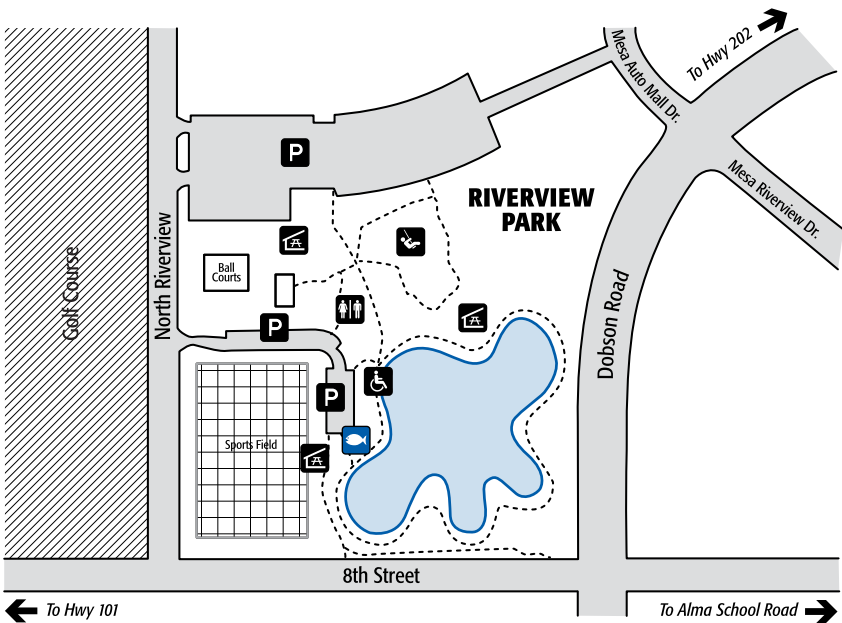 To Hwy 202
Mesa Auto Mall Dr.
P
RIVERVIEW
PARK
Mesa Riverview Dr.
Golf Course
North Riverview
Ball
Courts
P
Dobson Road
P
Sports Field
8th Street
To Hwy 101
To Alma School Road